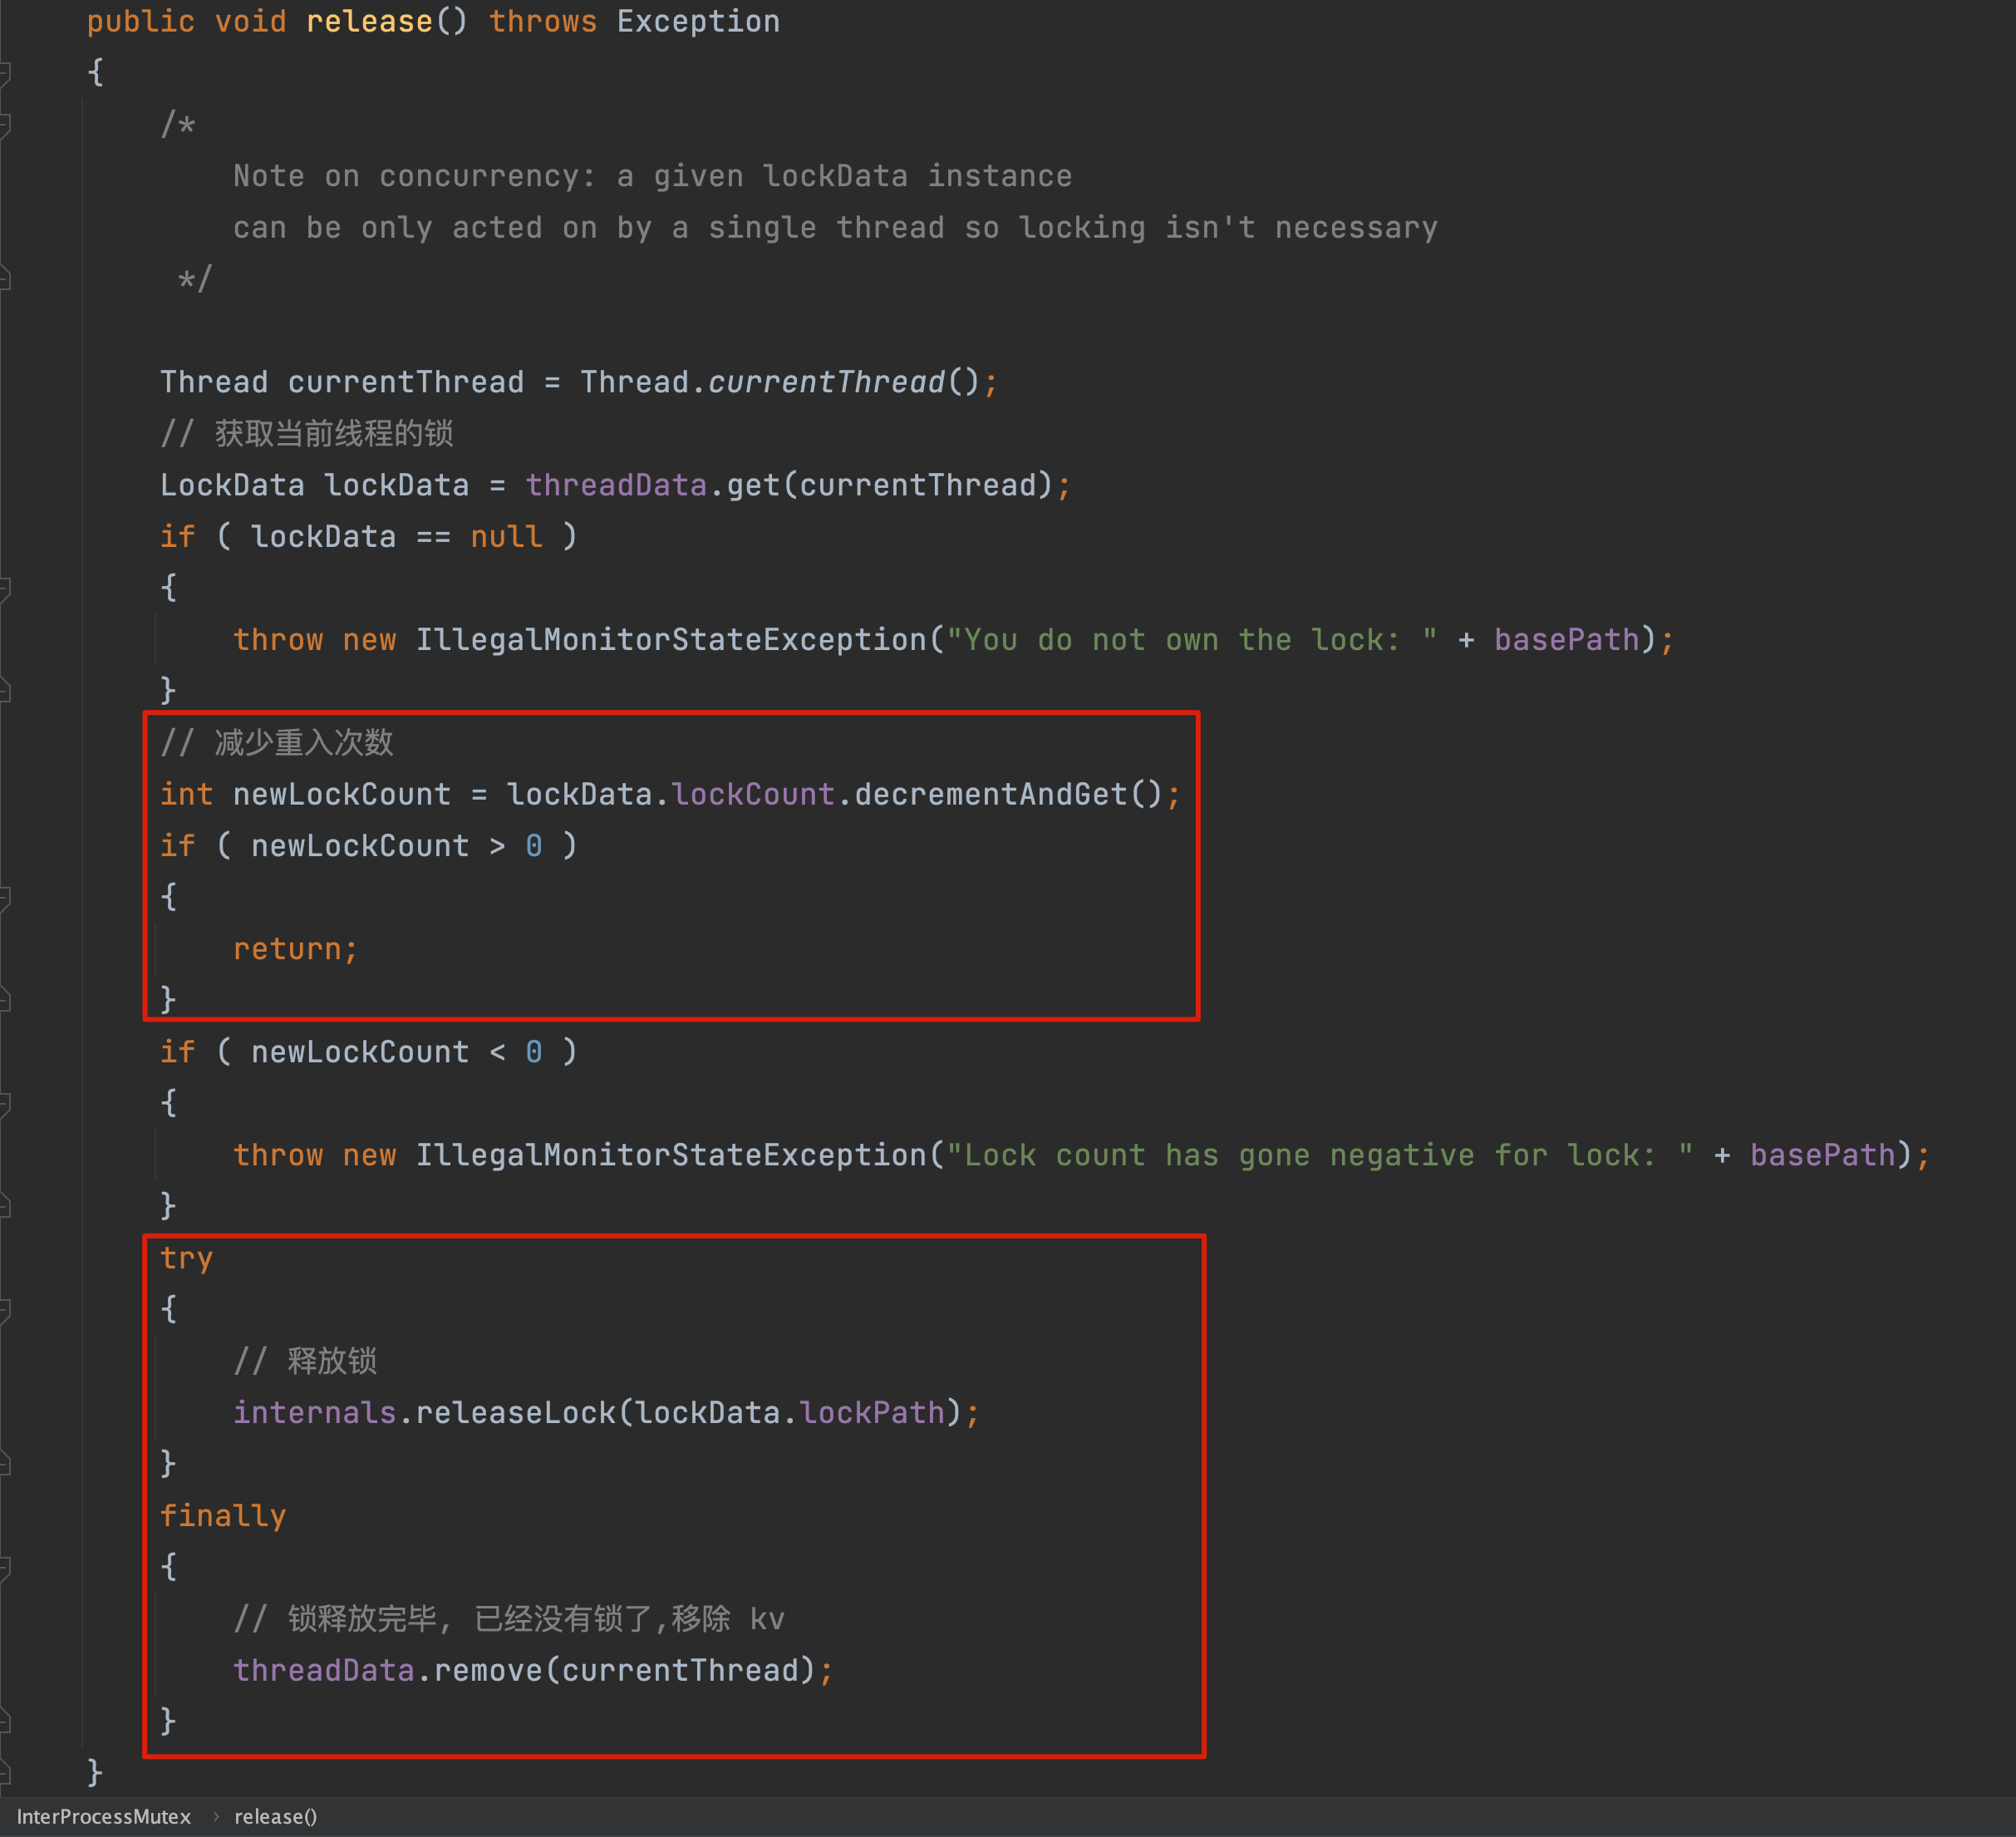 public void release() throws Exception
{
/*
Note on concurrency: a given lockData instance
can be only acted on by a single thread so locking isn't necessary
*/
Thread currentThread = Thread.currentThread();
// 获取当前线程的锁
LockData lockData = threadData.get(currentThread);
if ( lockData == null )
{
throw new IllegalMonitorStateException("You do not own the lock: " + basePath);
}
// 减少重入次数
int newLockCount = lockData.lockCount.decrementAndGet();
if ( newLockCount > 0 )
{
return;
}
if ( newLockCount < 0 )
{
throw new IllegalMonitorStateException("Lock count has gone negative for lock: " + basePath);
}
try
{
// 释放锁
internals.releaseLock(lockData.lockPath);
}
finally
{
// 锁释放完毕, 已经没有锁了,移除 kv
threadData.remove(currentThread);
}
}
InterProcessMutex › release()